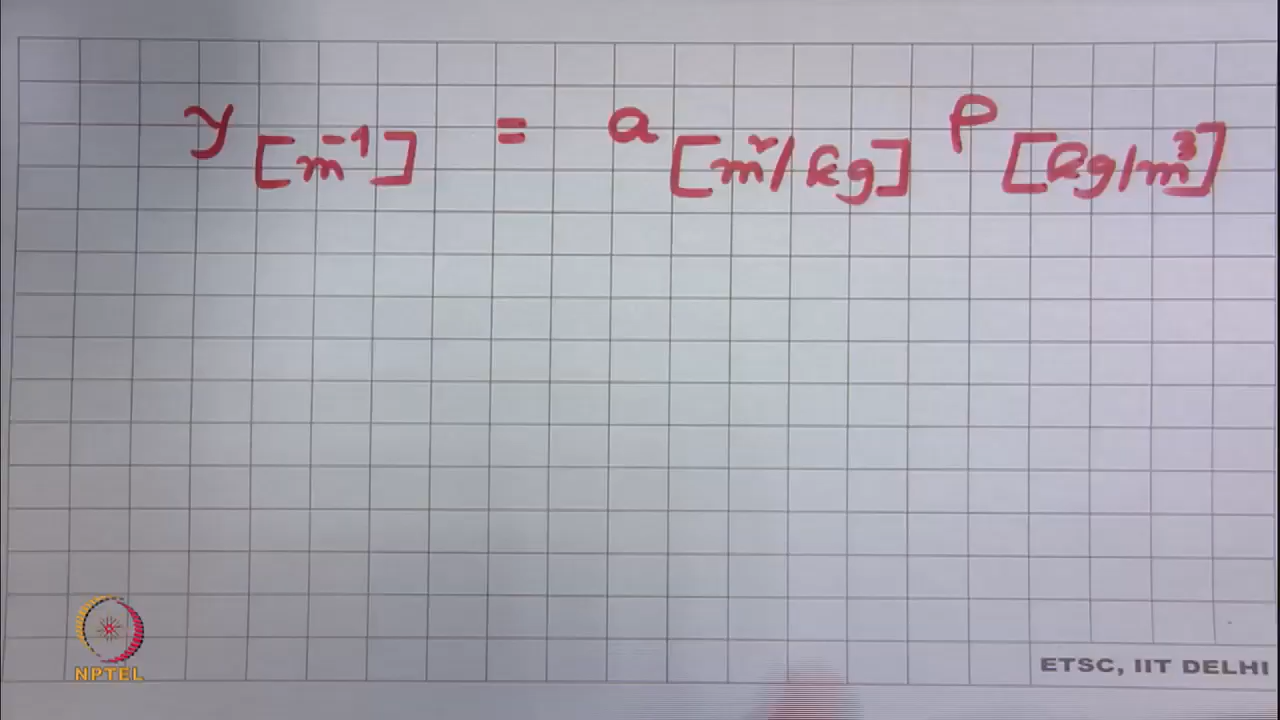 y [m⁻¹] = a [m²/kg] ρ [kg/m³]
NPTEL
ETSC, IIT DELHI